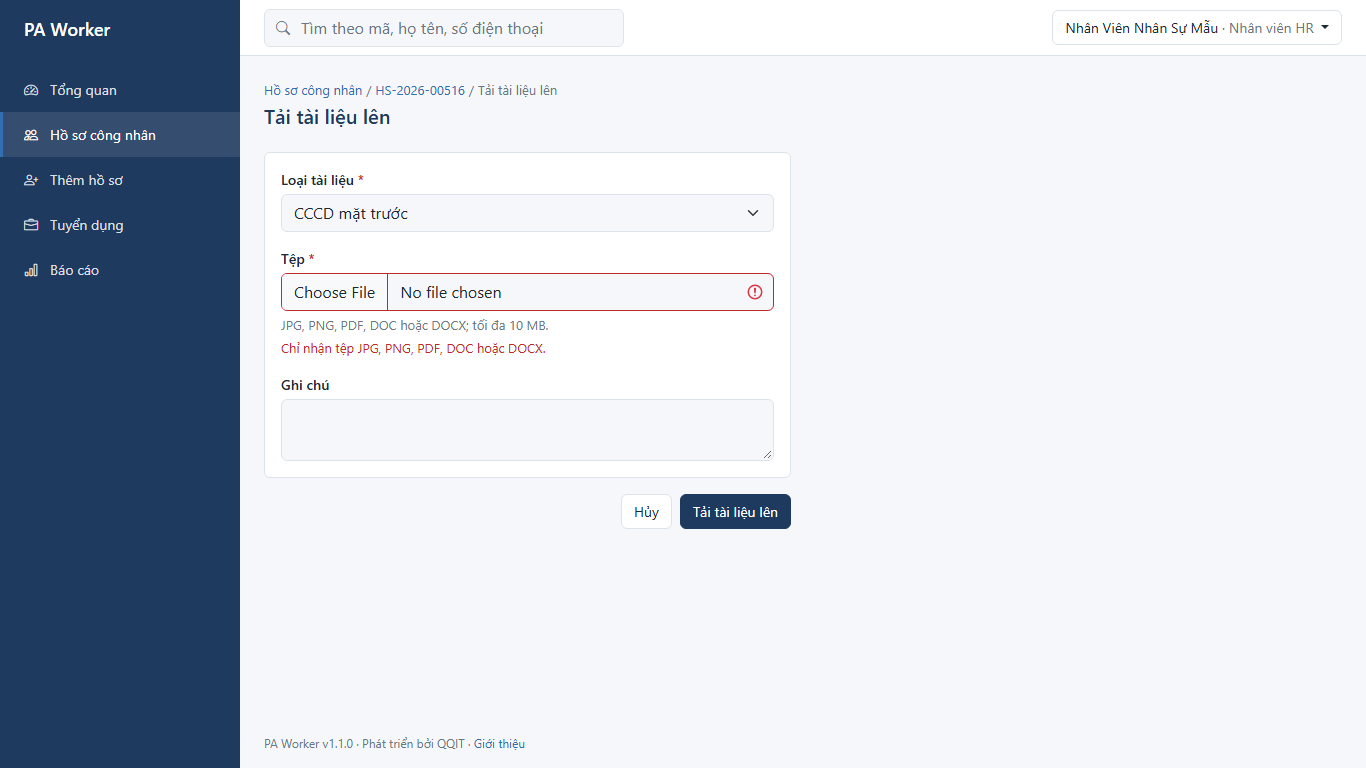 PA Worker
Tìm theo mã, họ tên, số điện thoại
Nhân Viên Nhân Sự Mẫu · Nhân viên HR
Tổng quan
Hồ sơ công nhân
Thêm hồ sơ
Tuyển dụng
Báo cáo
Hồ sơ công nhân / HS-2026-00516 / Tải tài liệu lên
Tải tài liệu lên
Loại tài liệu *
CCCD mặt trước
Tệp *
Choose File No file chosen
JPG, PNG, PDF, DOC hoặc DOCX; tối đa 10 MB.
Chỉ nhận tệp JPG, PNG, PDF, DOC hoặc DOCX.
Ghi chú
Hủy Tải tài liệu lên
PA Worker v1.1.0 · Phát triển bởi QQIT · Giới thiệu